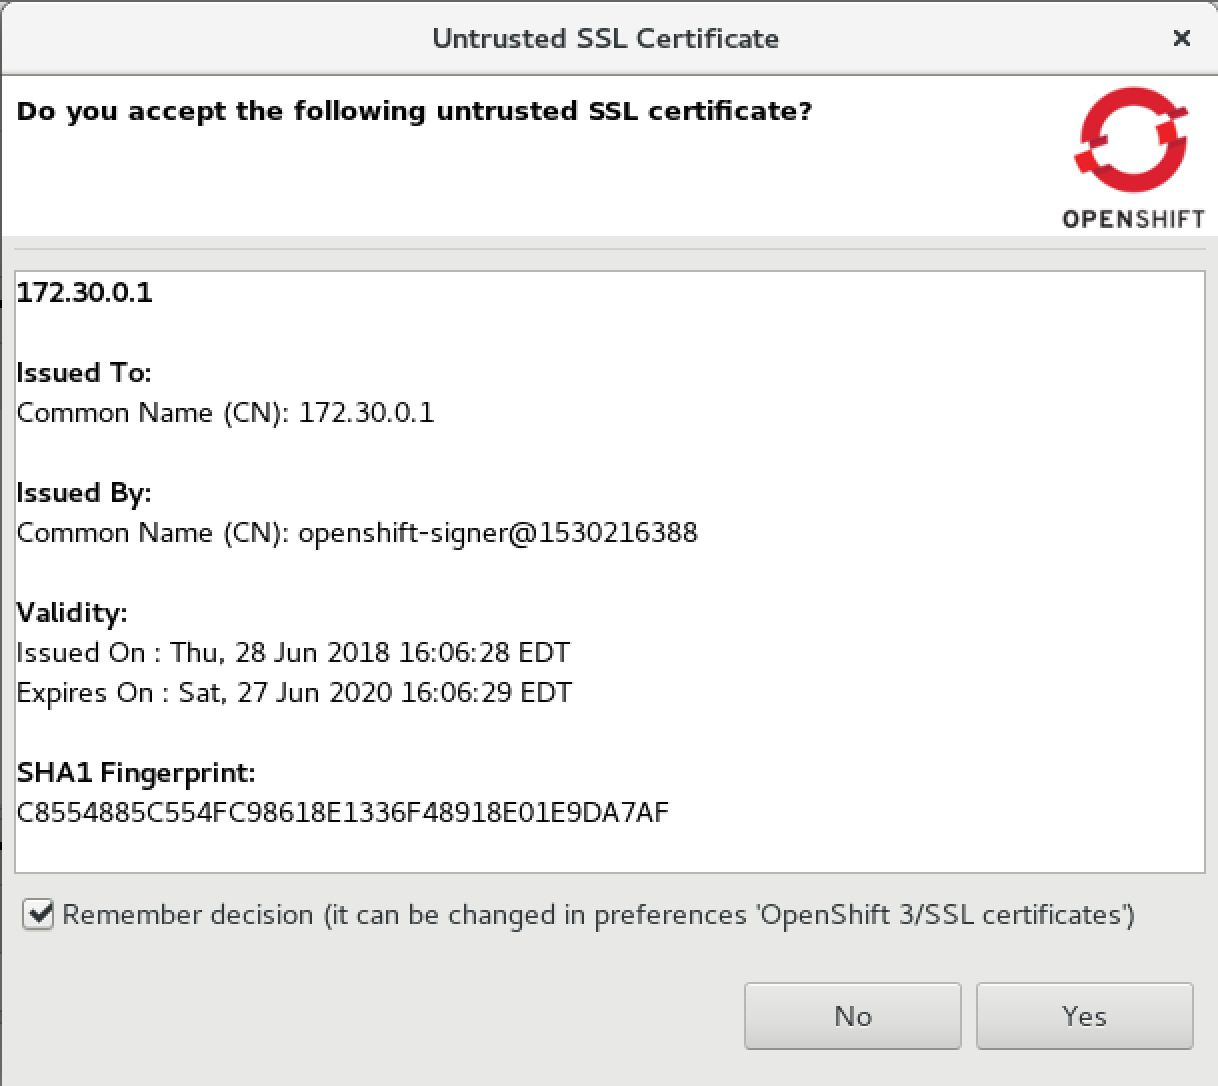 Untrusted SSL Certificate
Do you accept the following untrusted SSL certificate?
OPENSHIFT
172.30.0.1
Issued To:
Common Name (CN): 172.30.0.1
Issued By:
Common Name (CN): openshift-signer@1530216388
Validity:
Issued On : Thu, 28 Jun 2018 16:06:28 EDT
Expires On : Sat, 27 Jun 2020 16:06:29 EDT
SHA1 Fingerprint:
C8554885C554FC98618E1336F48918E01E9DA7AF
Remember decision (it can be changed in preferences 'OpenShift 3/SSL certificates')
No
Yes